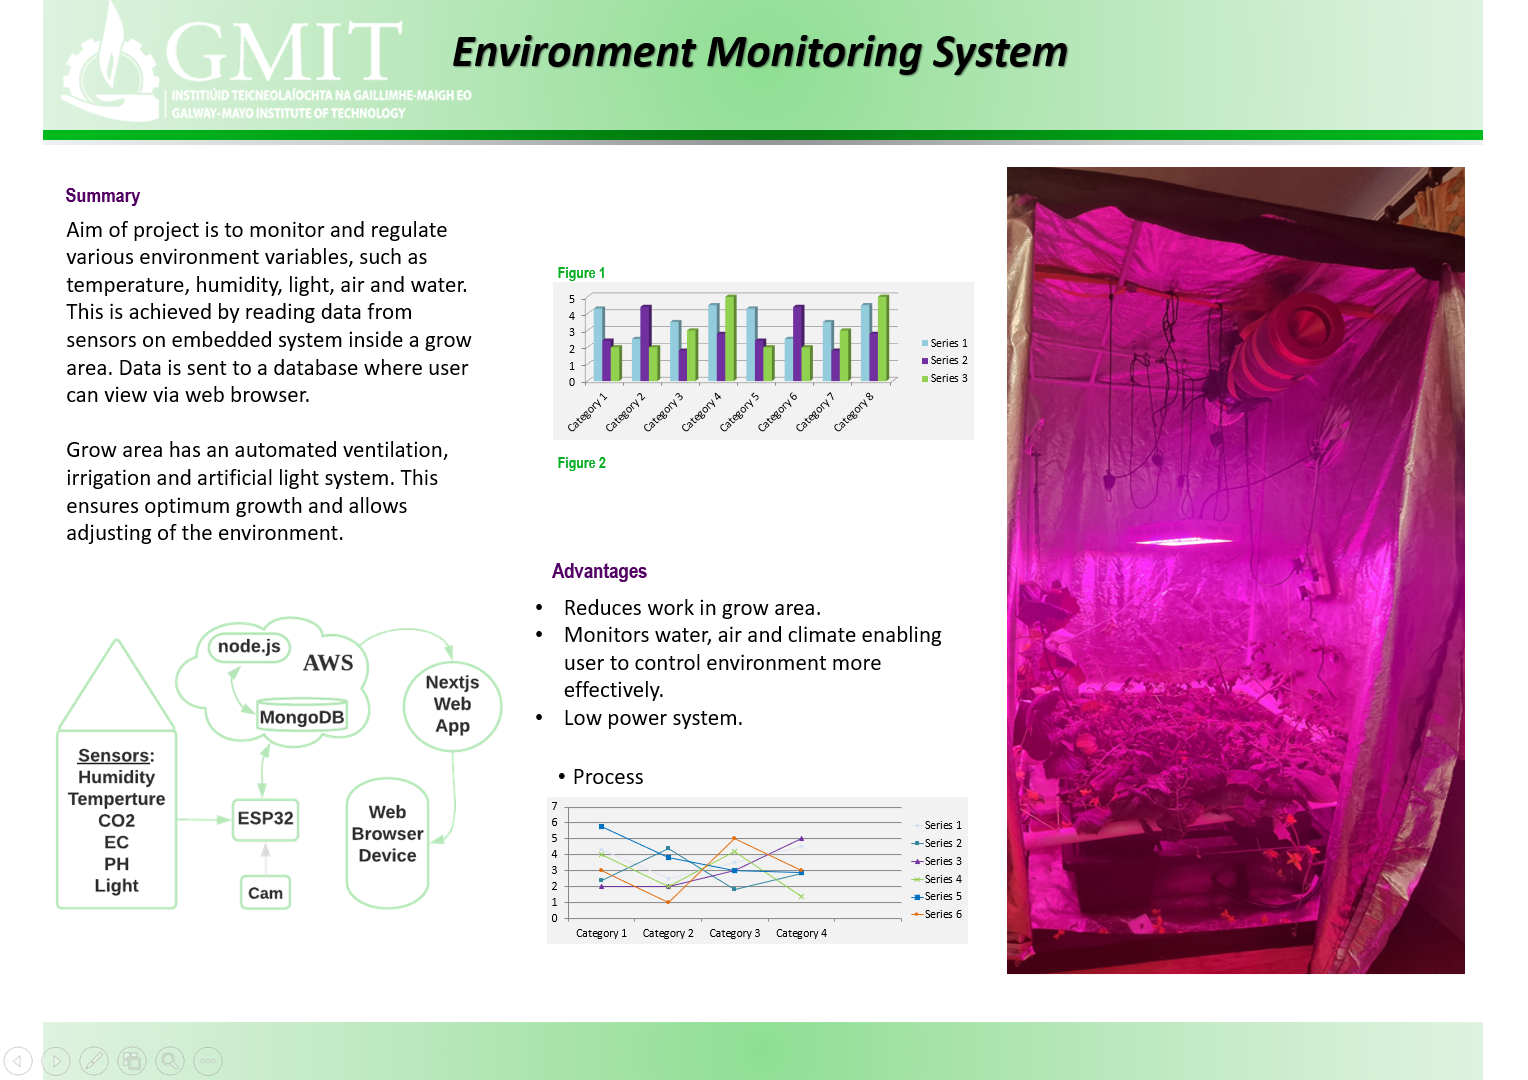 GMIT
INSTITIÚID TEICNEOLAÍOCHTA NA GAILLIMHE-MAIGH EO
GALWAY-MAYO INSTITUTE OF TECHNOLOGY
Environment Monitoring System
Summary
Aim of project is to monitor and regulate
various environment variables, such as
temperature, humidity, light, air and water.
This is achieved by reading data from
sensors on embedded system inside a grow
area. Data is sent to a database where user
can view via web browser.
Grow area has an automated ventilation,
irrigation and artificial light system. This
ensures optimum growth and allows
adjusting of the environment.
node.js
AWS
MongoDB
Nextjs
Web
App
Sensors:
Humidity
Temperture
CO2
EC
PH
Light
ESP32
Cam
Web
Browser
Device
Figure 1
5
4
3
2
1
0
Category 1
Category 2
Category 3
Category 4
Category 5
Category 6
Category 7
Category 8
Series 1
Series 2
Series 3
Figure 2
Advantages
• Reduces work in grow area.
• Monitors water, air and climate enabling
user to control environment more
effectively.
• Low power system.
• Process
7
6
5
4
3
2
1
0
Category 1
Category 2
Category 3
Category 4
Series 1
Series 2
Series 3
Series 4
Series 5
Series 6